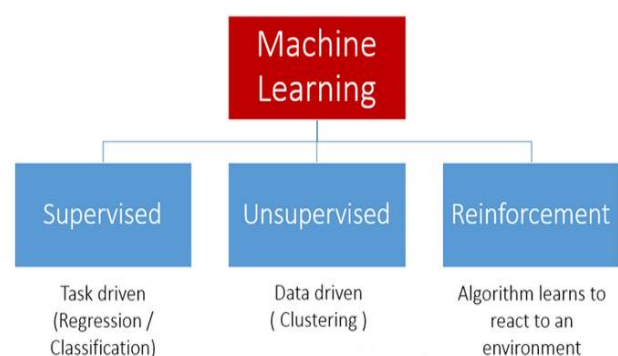 Machine
Learning
Supervised
Unsupervised
Reinforcement
Task driven
(Regression /
Classification)
Data driven
( Clustering )
Algorithm learns to
react to an
environment